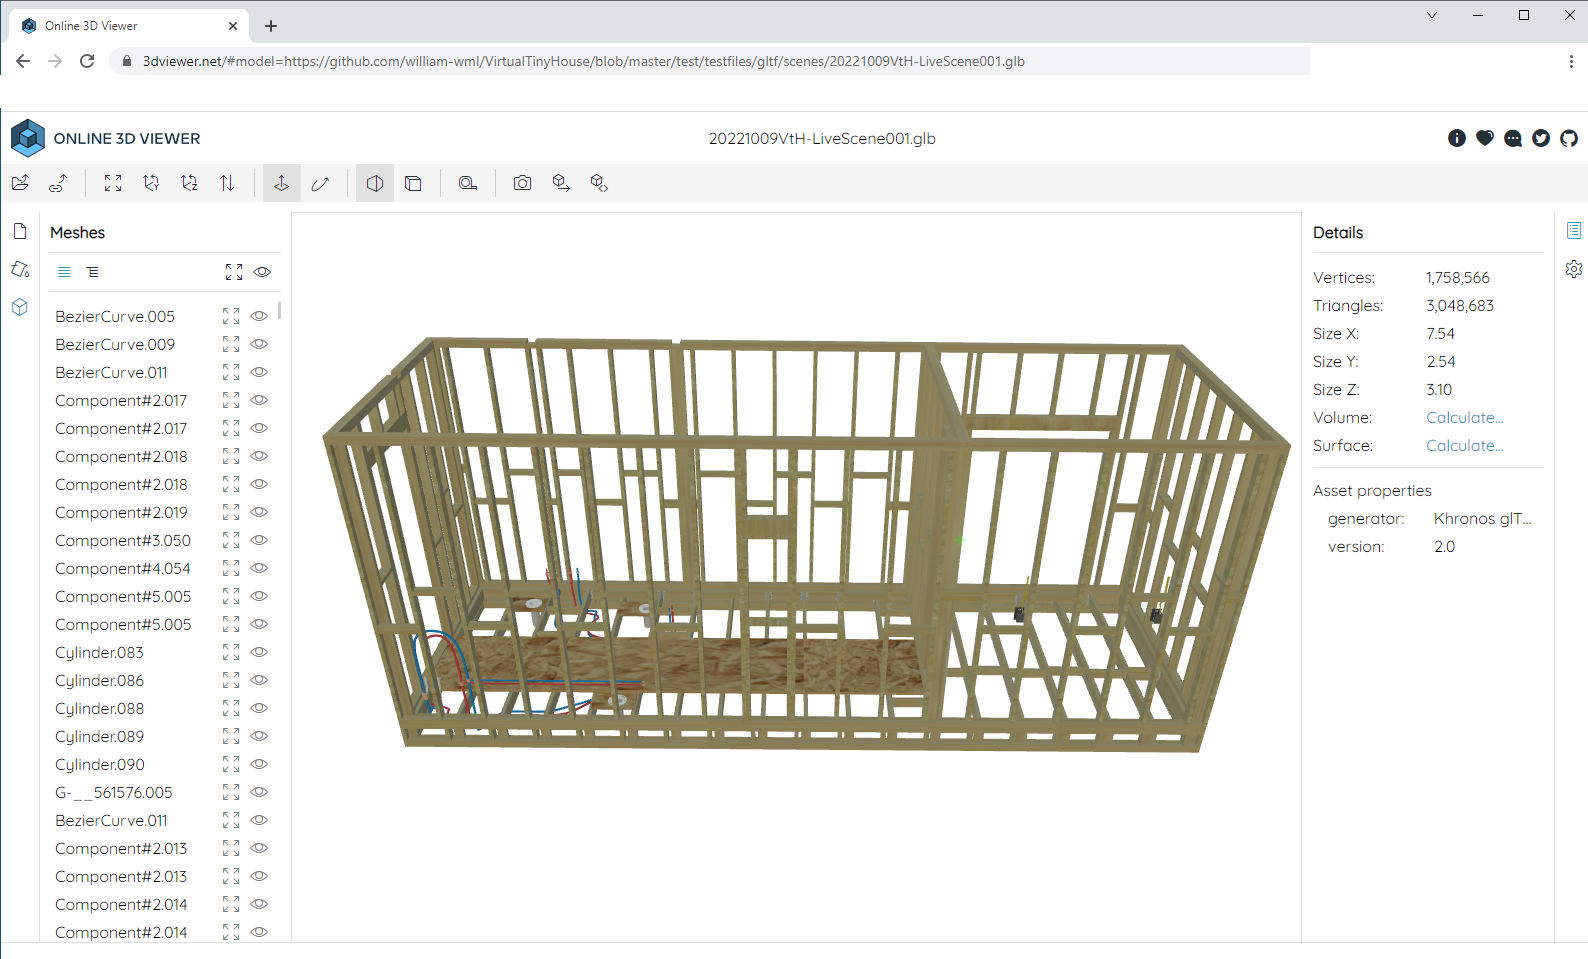 Online 3D Viewer
3dviewer.net/#model=https://github.com/william-wml/VirtualTinyHouse/blob/master/test/testfiles/gltf/scenes/20221009VtH-LiveScene001.glb
ONLINE 3D VIEWER
20221009VtH-LiveScene001.glb
Meshes
BezierCurve.005
BezierCurve.009
BezierCurve.011
Component#2.017
Component#2.017
Component#2.018
Component#2.018
Component#2.019
Component#3.050
Component#4.054
Component#5.005
Component#5.005
Cylinder.083
Cylinder.086
Cylinder.088
Cylinder.089
Cylinder.090
G-__561576.005
BezierCurve.011
Component#2.013
Component#2.013
Component#2.014
Component#2.014
Details
Vertices: 1,758,566
Triangles: 3,048,683
Size X: 7.54
Size Y: 2.54
Size Z: 3.10
Volume: Calculate...
Surface: Calculate...
Asset properties
generator: Khronos glT...
version: 2.0